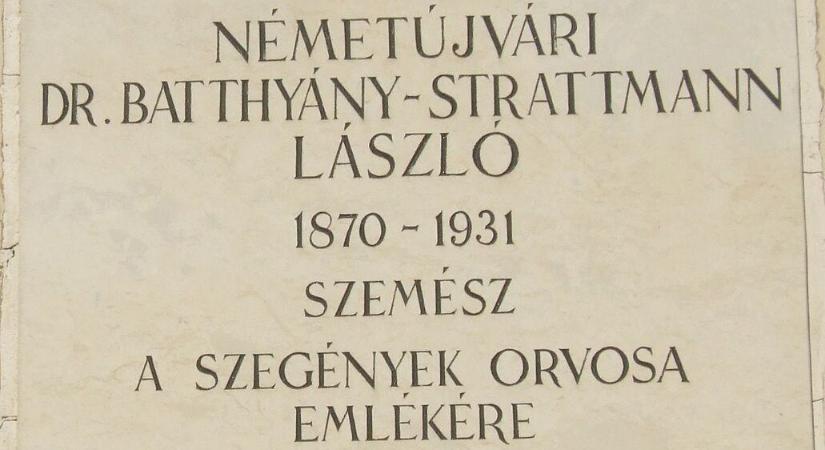 NÉMETÚJVÁRI
DR. BATTHYÁNY-STRATTMANN
LÁSZLÓ
1870 - 1931
SZEMÉSZ
A SZEGÉNYEK ORVOSA
EMLÉKÉRE